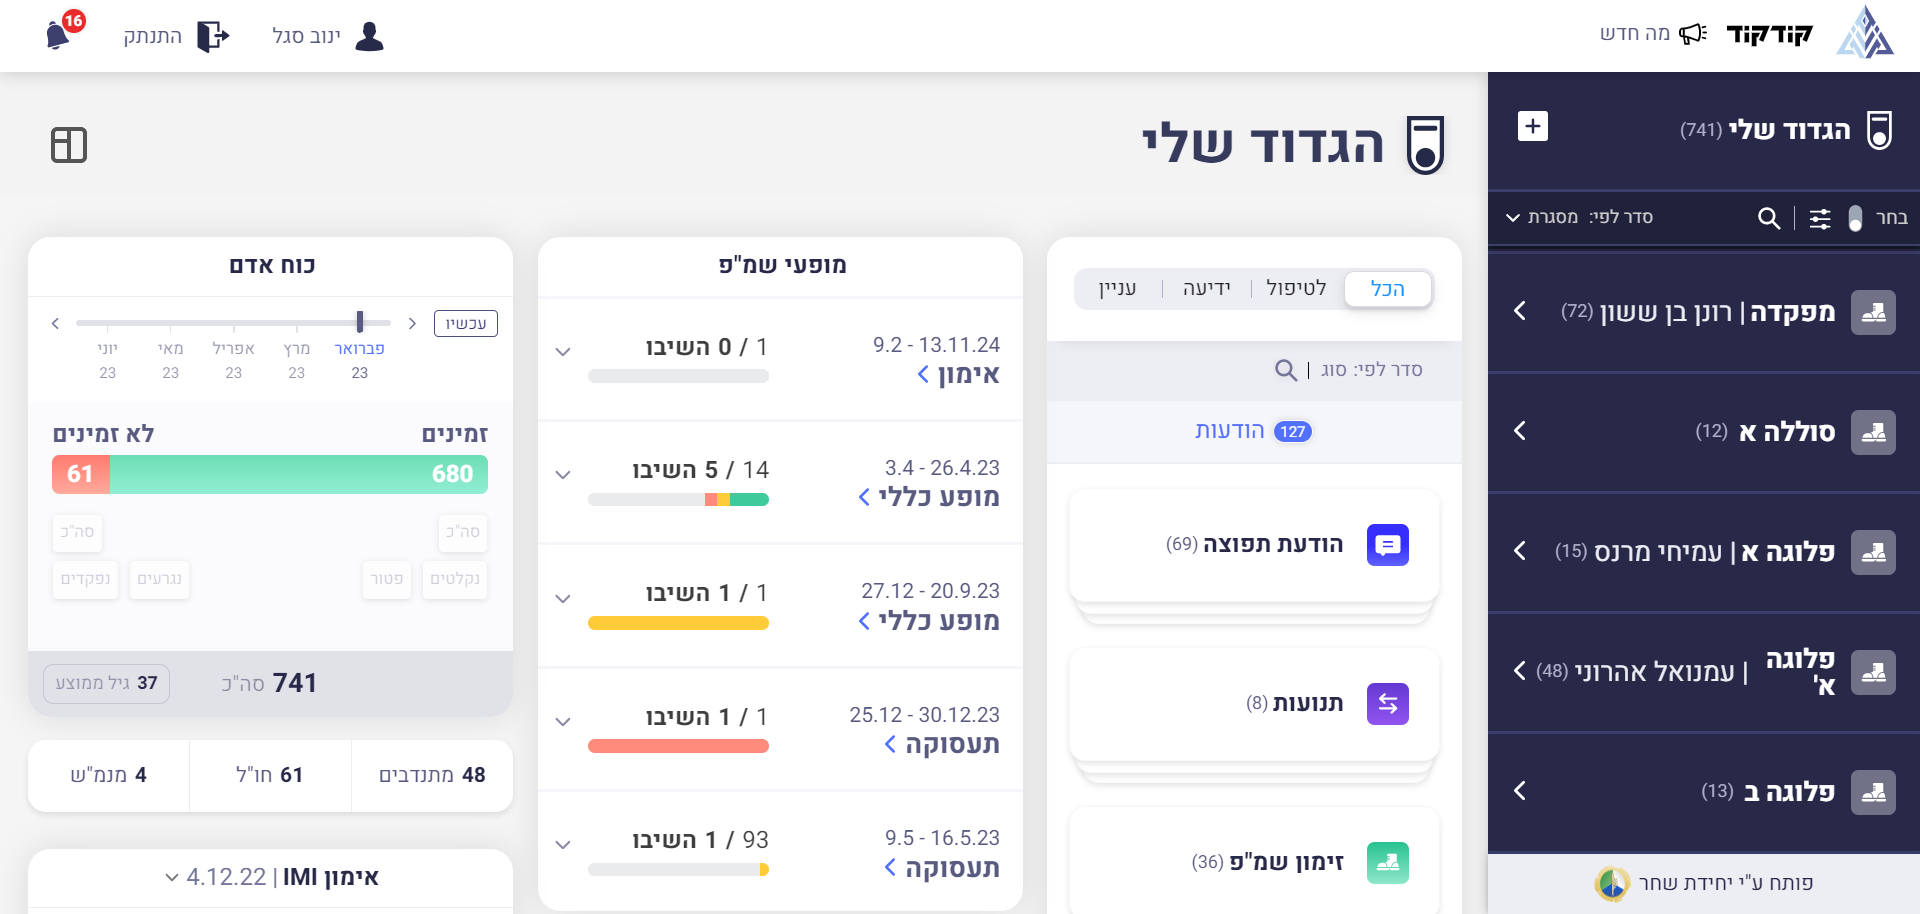 קודקוד
מה חדש
ינוב סגל
התנתק
16
הגדוד שלי (741)
בחר
סדר לפי: מסגרת
מפקדה | רונן בן ששון (72)
סוללה א (12)
פלוגה א | עמיחי מרנס (15)
פלוגה א' | עמנואל אהרוני (48)
פלוגה ב (13)
פותח ע"י יחידת שחר
הגדוד שלי
הכל
לטיפול
ידיעה
עניין
סדר לפי: סוג
127 הודעות
הודעת תפוצה (69)
תנועות (8)
זימון שמ"פ (36)
מופעי שמ"פ
9.2 - 13.11.24
אימון
1 / 0 השיבו
3.4 - 26.4.23
מופע כללי
14 / 5 השיבו
27.12 - 20.9.23
מופע כללי
1 / 1 השיבו
25.12 - 30.12.23
תעסוקה
1 / 1 השיבו
9.5 - 16.5.23
תעסוקה
93 / 1 השיבו
כוח אדם
עכשיו
פברואר 23
מרץ 23
אפריל 23
מאי 23
יוני 23
זמינים
לא זמינים
680
61
סה"כ
סה"כ
נקלטים
פטור
נגרעים
נפקדים
741 סה"כ
37 גיל ממוצע
48 מתנדבים
61 חו"ל
4 מנמ"ש
אימון IMI | 4.12.22